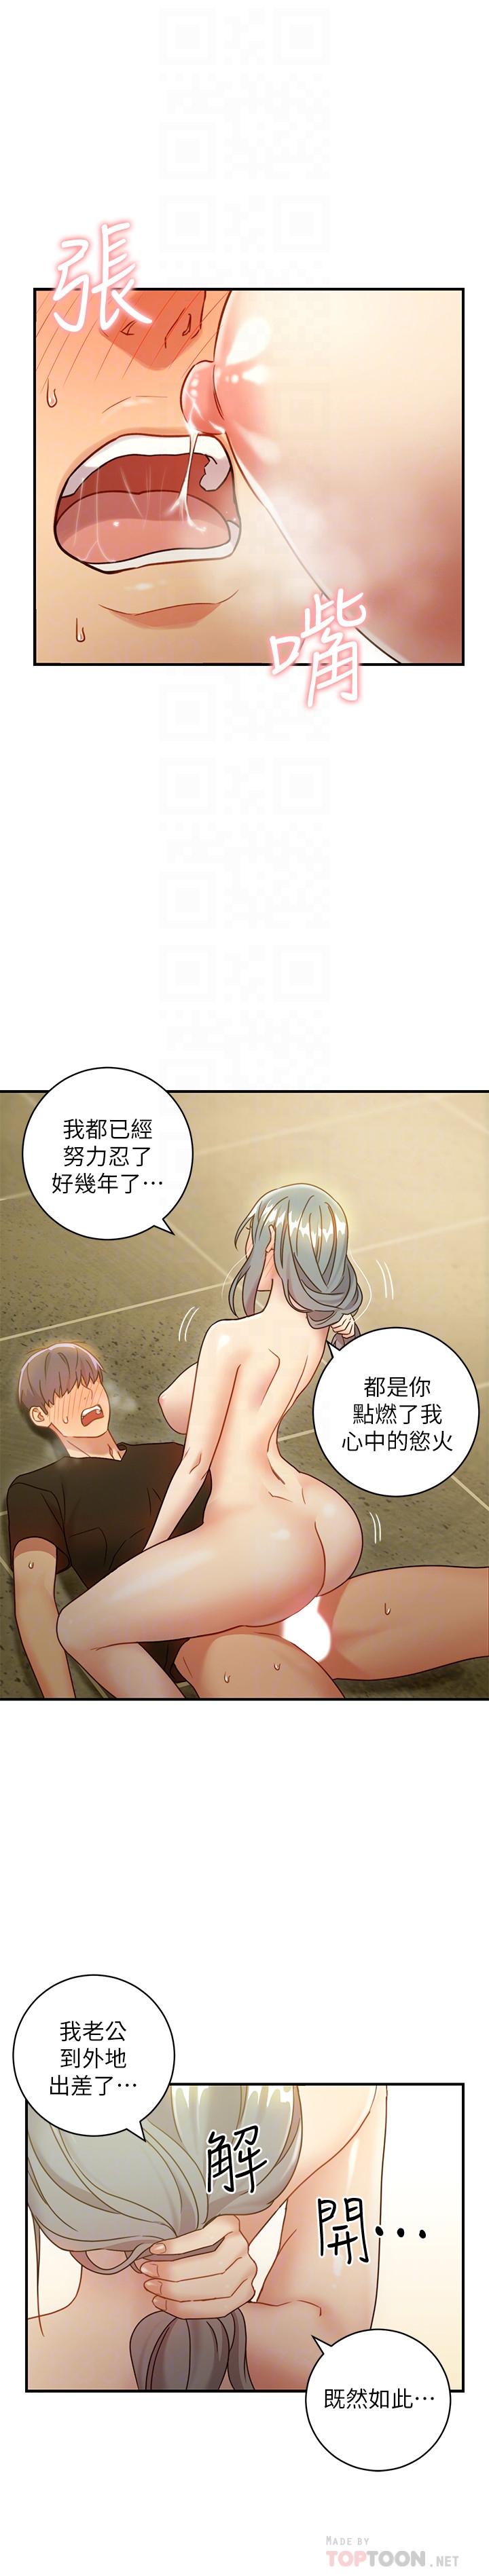 張
嘴
我都已經
努力忍了
好幾年了…
都是你
點燃了我
心中的慾火
我老公
到外地
出差了…
解
開…
既然如此…
MADE BY
TOPTOON.NET